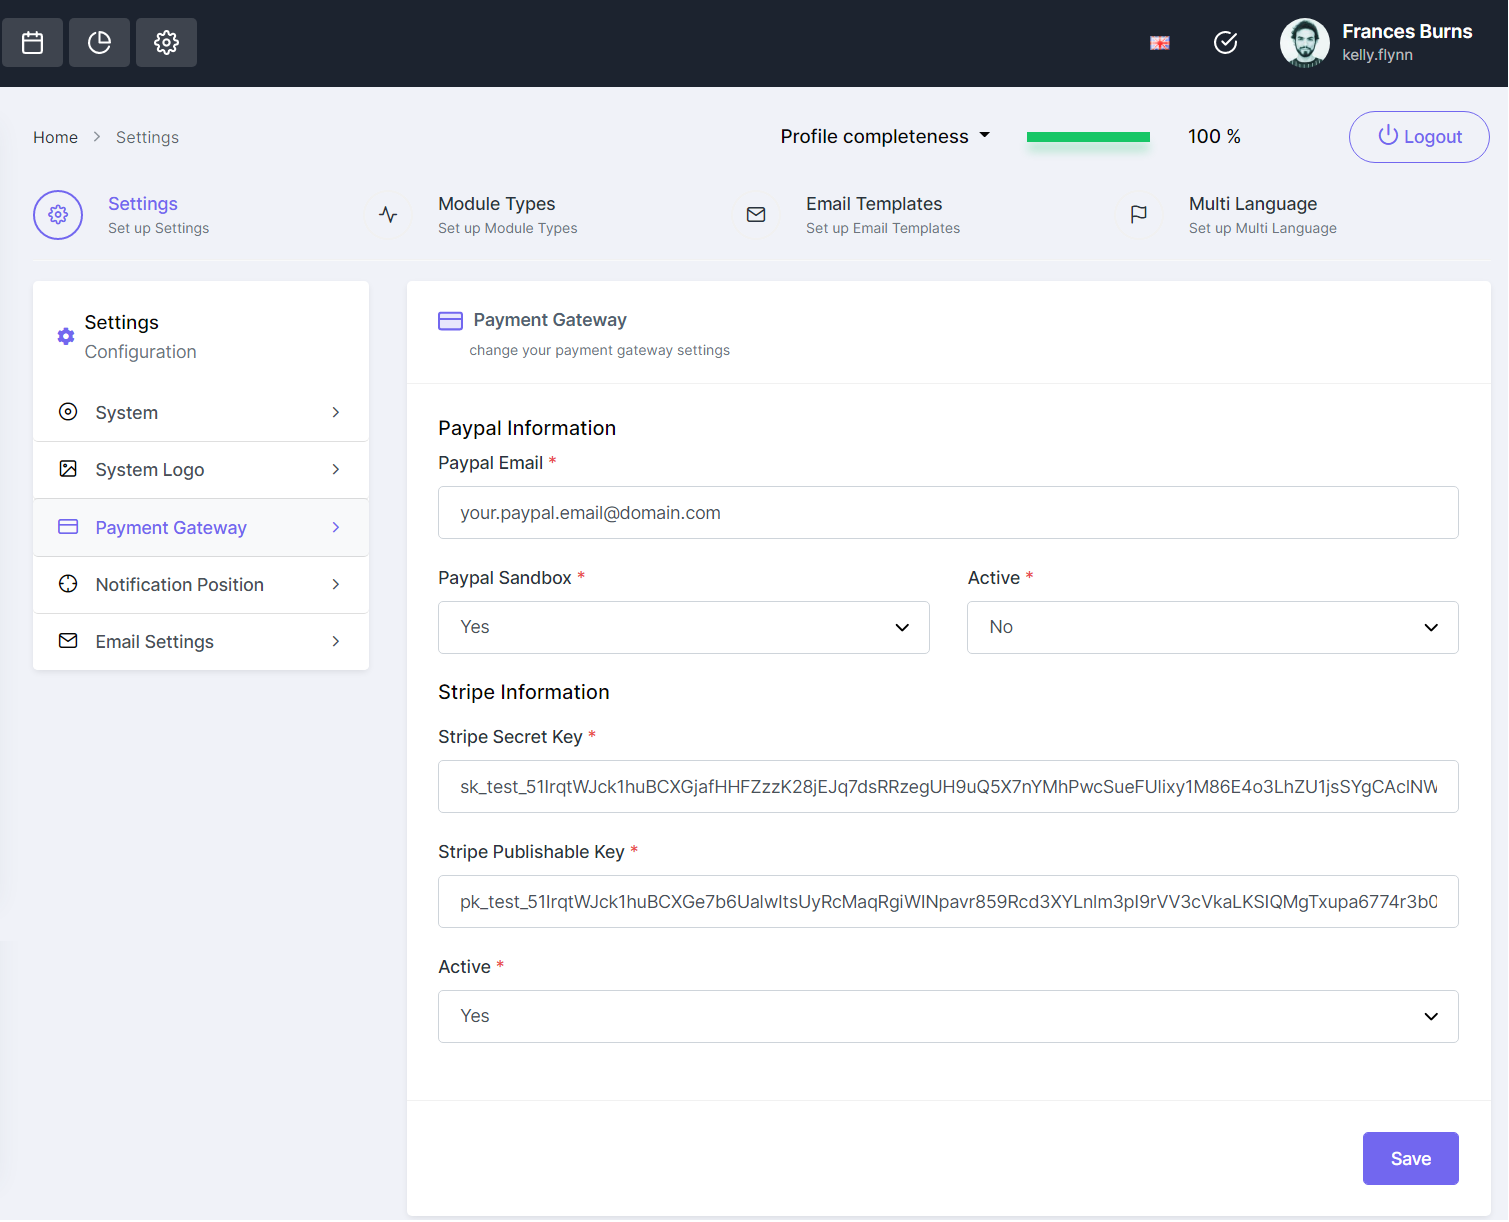 Frances Burns
kelly.flynn
Home > Settings
Profile completeness
100 %
Logout
Settings
Set up Settings
Module Types
Set up Module Types
Email Templates
Set up Email Templates
Multi Language
Set up Multi Language
Settings
Configuration
System
System Logo
Payment Gateway
Notification Position
Email Settings
Payment Gateway
change your payment gateway settings
Paypal Information
Paypal Email *
your.paypal.email@domain.com
Paypal Sandbox *
Yes
Active *
No
Stripe Information
Stripe Secret Key *
sk_test_51IrqtWJck1huBCXGjafHHFZzzK28jEJq7dsRRzegUH9uQ5X7nYMhPwcSueFUlixy1M86E4o3LhZU1jsSYgCAclNW
Stripe Publishable Key *
pk_test_51IrqtWJck1huBCXGe7b6UalwItsUyRcMaqRgiWINpavr859Rcd3XYLnlm3pI9rVV3cVkaLKSIQMgTxupa6774r3b0
Active *
Yes
Save